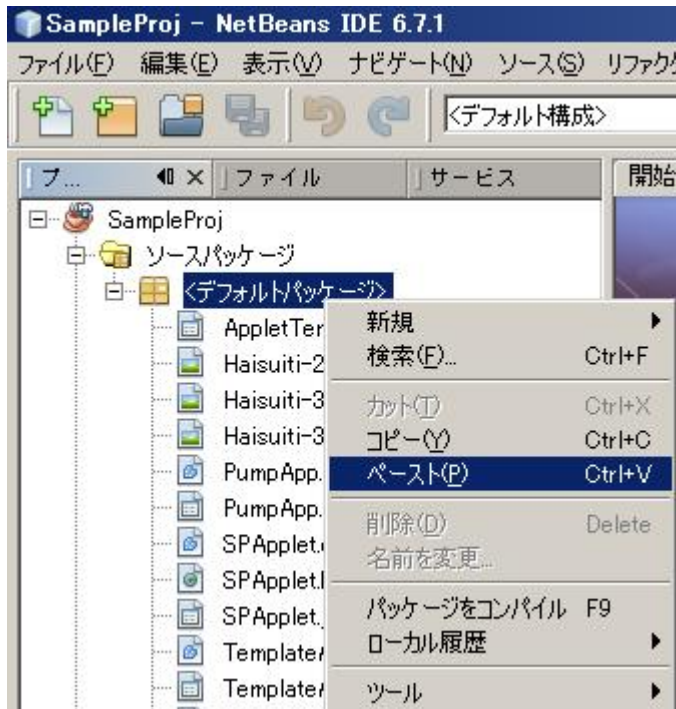 SampleProj - NetBeans IDE 6.7.1
ファイル(F) 編集(E) 表示(V) ナビゲート(N) ソース(S) リファク
<デフォルト構成>
プ... ファイル サービス 開始
SampleProj
ソースパッケージ
<デフォルトパッケージ>
AppletTer
新規
Haisuiti-2
検索(F)... Ctrl+F
Haisuiti-3
カット(T) Ctrl+X
Haisuiti-3
コピー(Y) Ctrl+C
PumpApp.
ペースト(P) Ctrl+V
PumpApp.
削除(D) Delete
SPApplet.
名前を変更...
SPApplet.
パッケージをコンパイル F9
SPApplet.
ローカル履歴
Template
Template
ツール